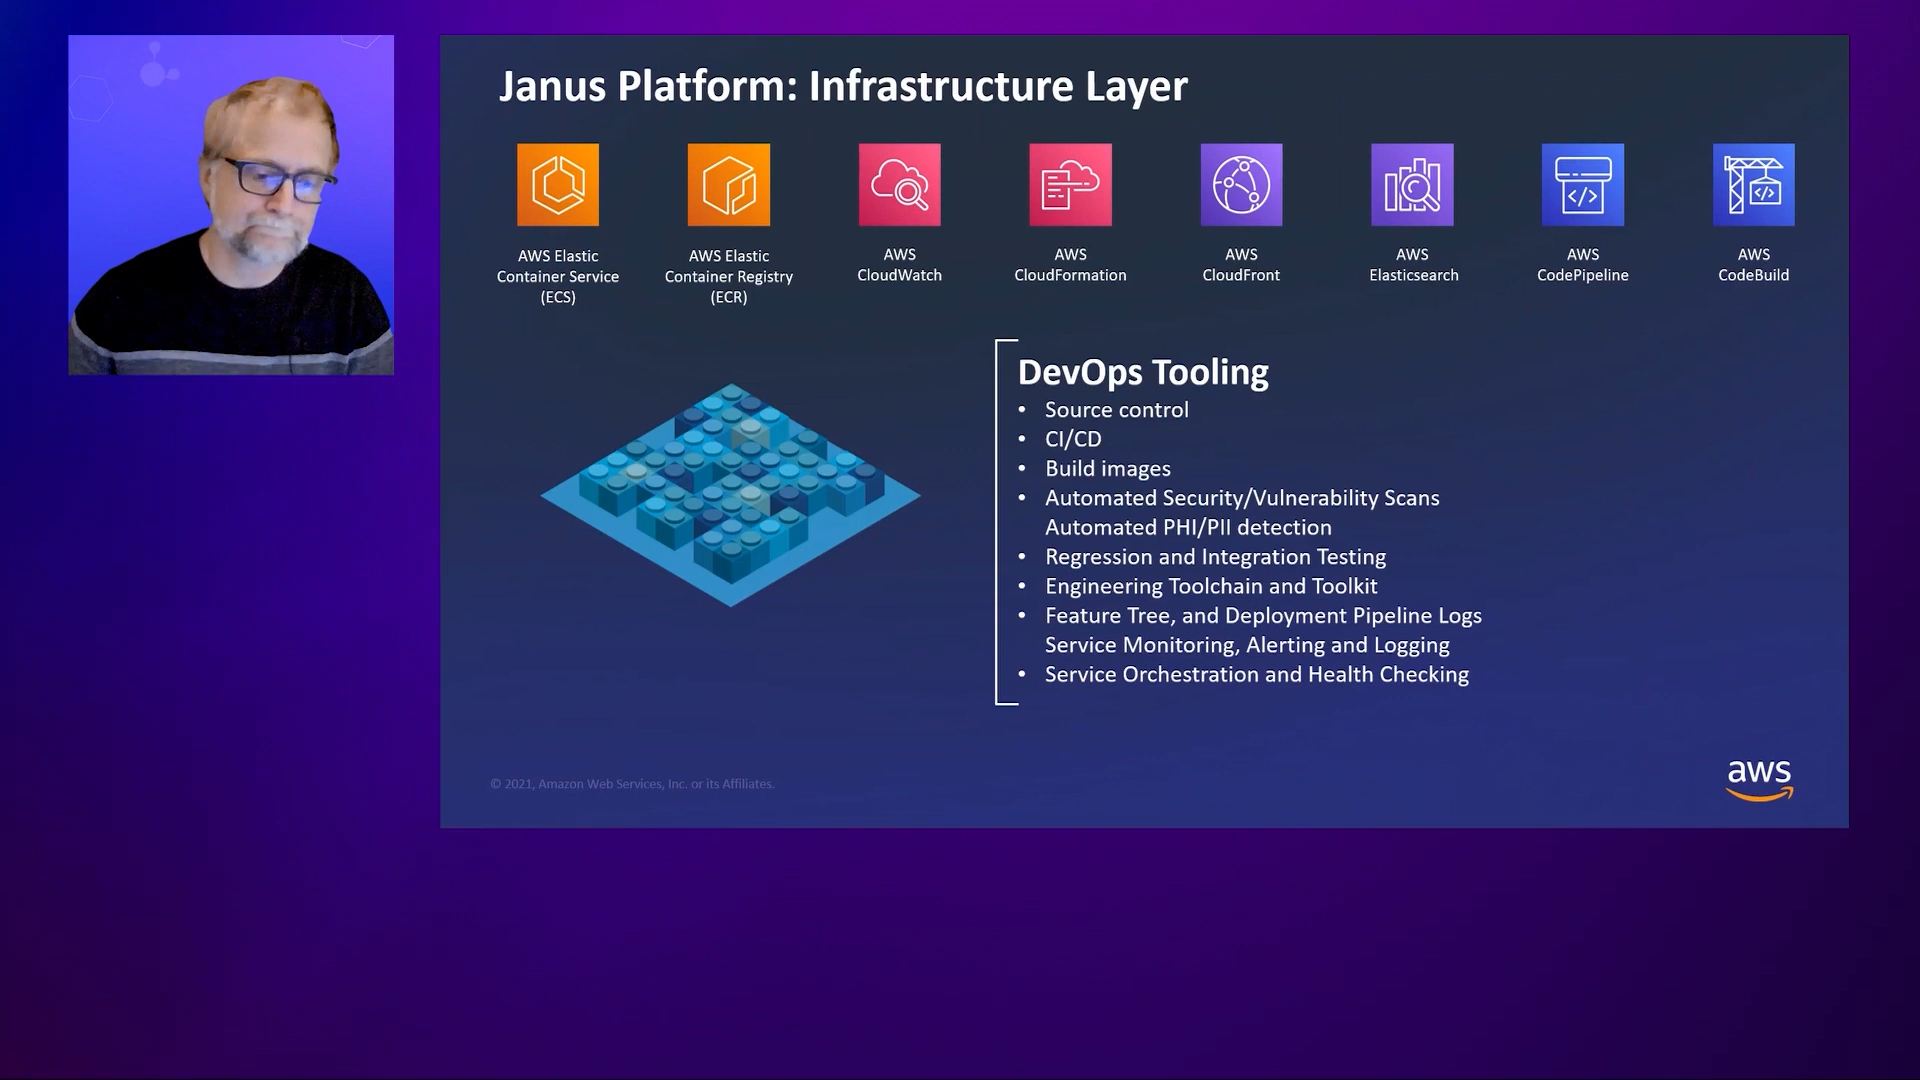 Janus Platform: Infrastructure Layer
AWS Elastic
Container Service
(ECS)
AWS Elastic
Container Registry
(ECR)
AWS
CloudWatch
AWS
CloudFormation
AWS
CloudFront
AWS
Elasticsearch
</>
AWS
CodePipeline
</>
AWS
CodeBuild
DevOps Tooling
• Source control
• CI/CD
• Build images
• Automated Security/Vulnerability Scans
Automated PHI/PII detection
• Regression and Integration Testing
• Engineering Toolchain and Toolkit
• Feature Tree, and Deployment Pipeline Logs
Service Monitoring, Alerting and Logging
• Service Orchestration and Health Checking
© 2021, Amazon Web Services, Inc. or its Affiliates.
aws